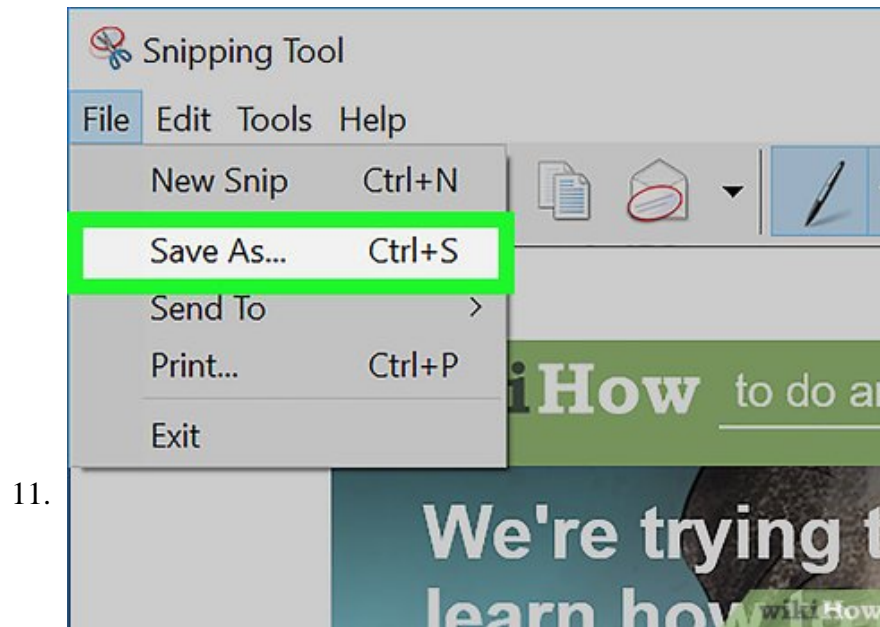 Snipping Tool
File Edit Tools Help
New Snip Ctrl+N
Save As... Ctrl+S
Send To >
Print... Ctrl+P
Exit
iHow to do
11.
We're trying
learn how
wikiHow